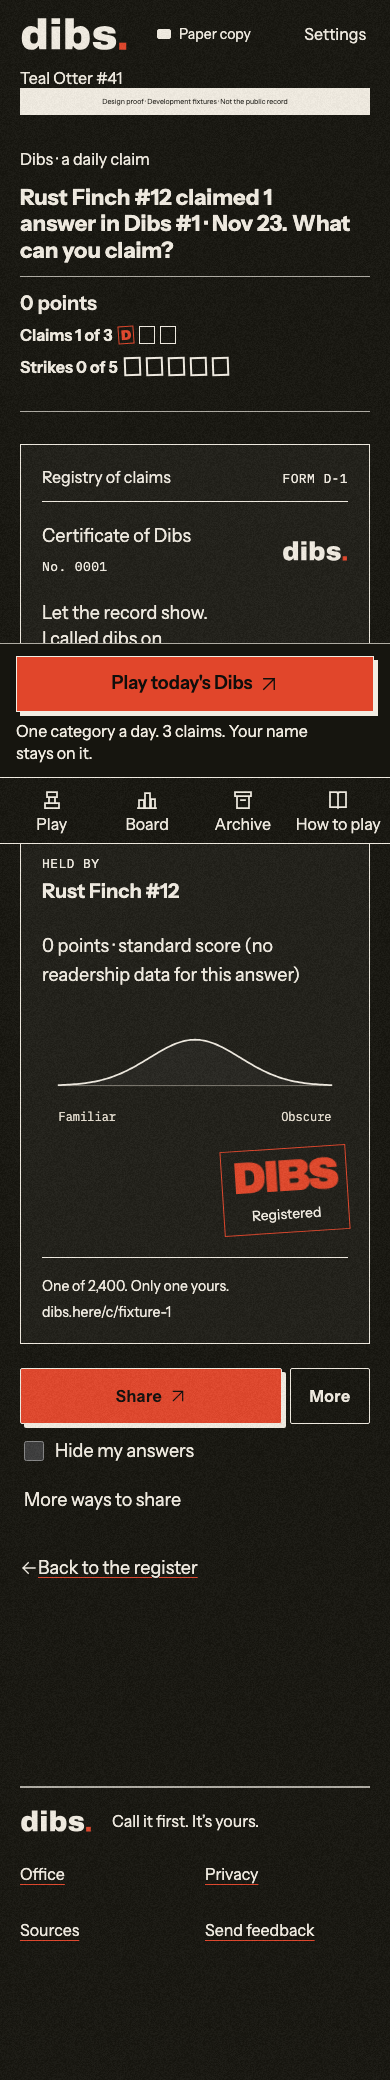 dibs.
Paper copy
Settings
Teal Otter #41
Design proof · Development fixtures · Not the public record
Dibs · a daily claim
Rust Finch #12 claimed 1
answer in Dibs #1 · Nov 23. What
can you claim?
0 points
Claims 1 of 3 D
Strikes 0 of 5
Registry of claims
FORM D-1
Certificate of Dibs
No. 0001
dibs.
Let the record show.
I called dibs on
Play today's Dibs
One category a day. 3 claims. Your name
stays on it.
Play
Board
Archive
How to play
HELD BY
Rust Finch #12
0 points · standard score (no
readership data for this answer)
Familiar
Obscure
DIBS
Registered
One of 2,400. Only one yours.
dibs.here/c/fixture-1
Share
More
Hide my answers
More ways to share
Back to the register
dibs.
Call it first. It's yours.
Office
Privacy
Sources
Send feedback